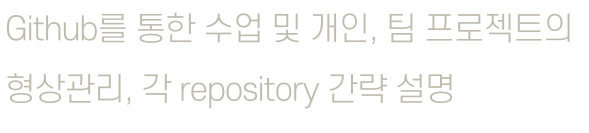 Github를 통한 수업 및 개인, 팀 프로젝트의
형상관리, 각 repository 간략 설명